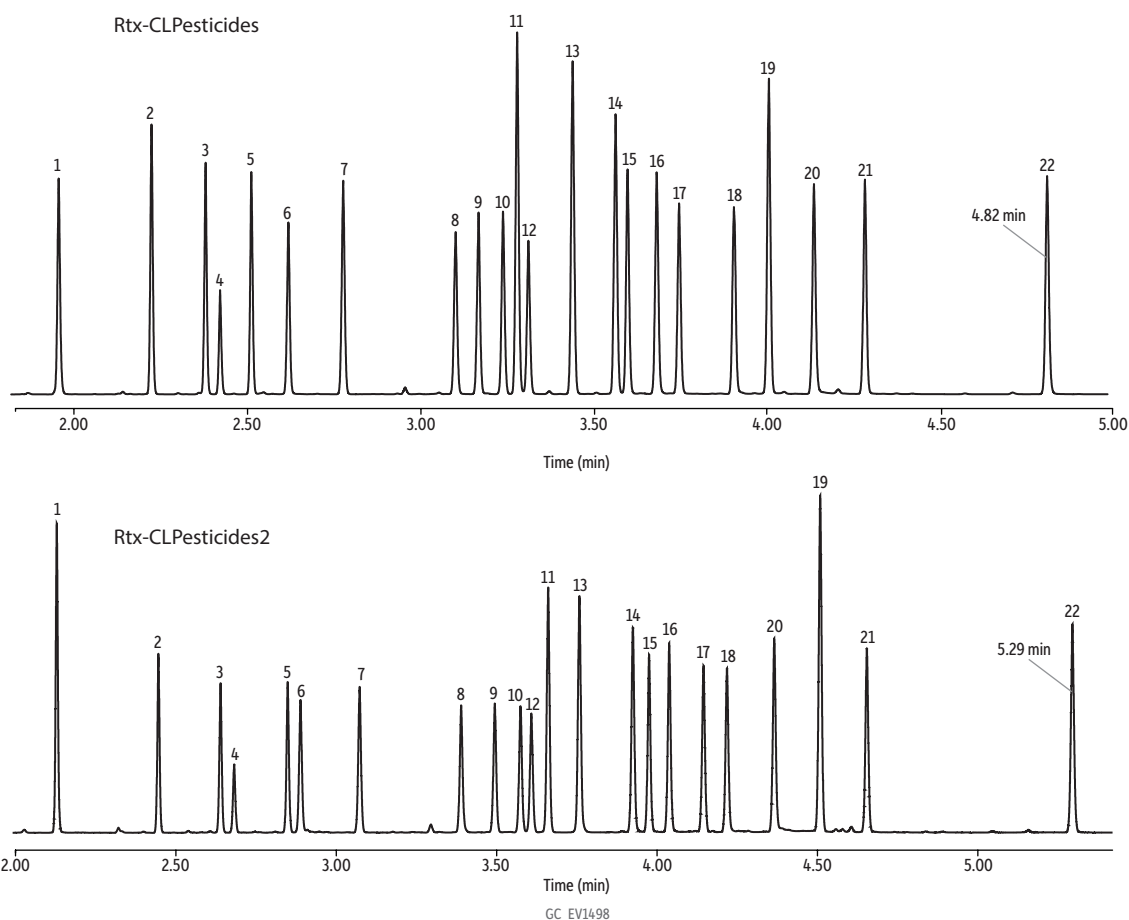 Rtx-CLPesticides
1 2 3 4 5 6 7 8 9 10 11 12 13 14 15 16 17 18 19 20 21 22
4.82 min
2.00 2.50 3.00 3.50 4.00 4.50 5.00
Time (min)
Rtx-CLPesticides2
1 2 3 4 5 6 7 8 9 10 12 11 13 14 15 16 17 18 20 19 21 22
5.29 min
2.00 2.50 3.00 3.50 4.00 4.50 5.00
Time (min)
GC_EV1498